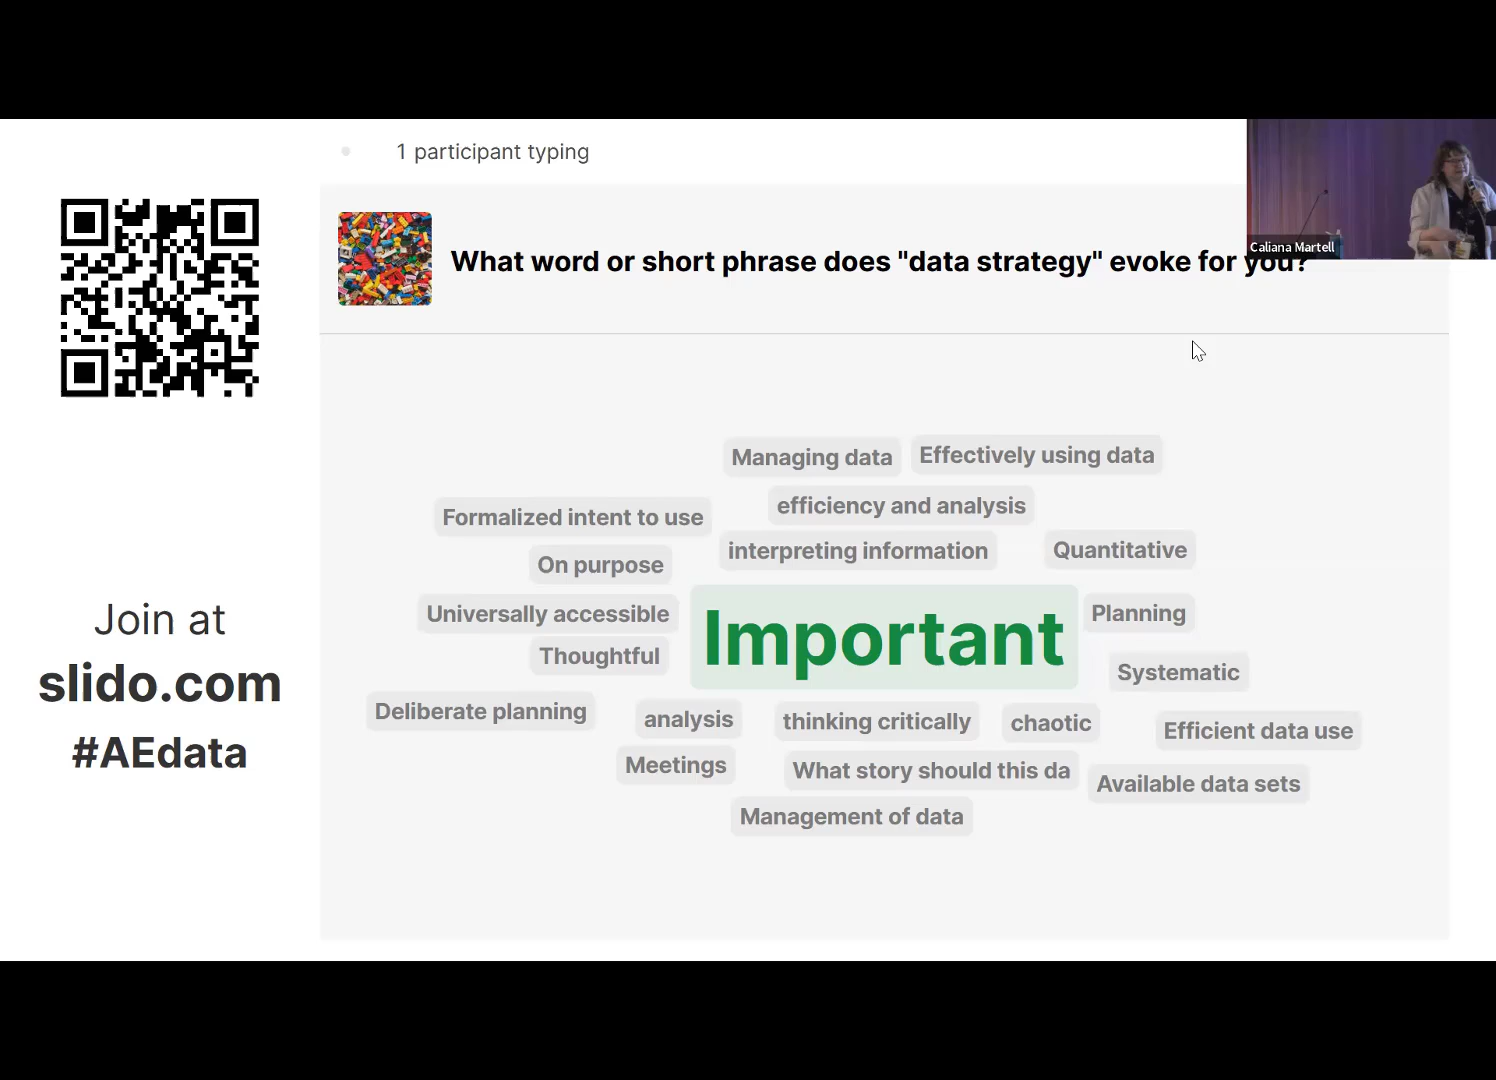 1 participant typing
What word or short phrase does "data strategy" evoke for you?
Caliana Martell
Managing data
Effectively using data
Formalized intent to use
efficiency and analysis
On purpose
interpreting information
Quantitative
Universally accessible
Important
Planning
Thoughtful
Systematic
Deliberate planning
analysis
thinking critically
chaotic
Efficient data use
Meetings
What story should this da
Available data sets
Management of data
Join at
slido.com
#AEdata